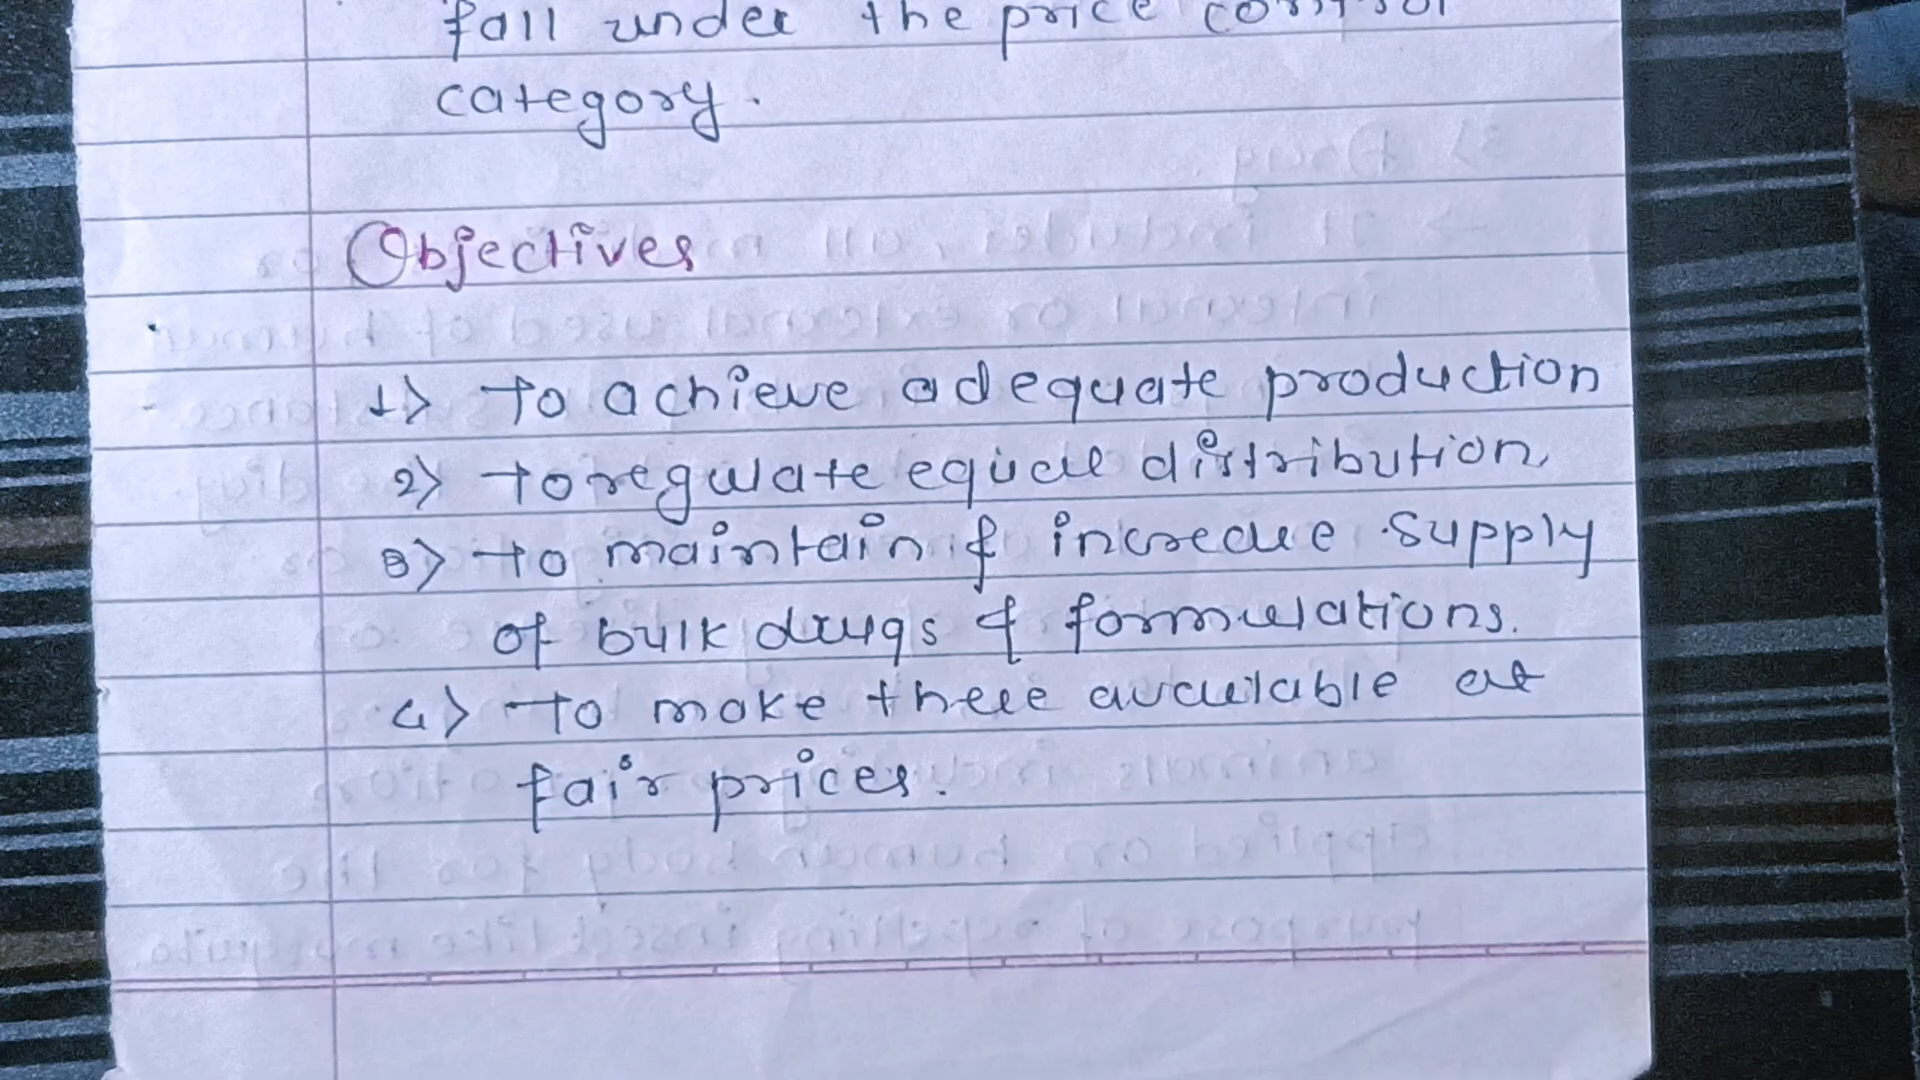 fall under the price control
category.
Objectives
1> to achieve adequate production
2> to regulate equal distribution
3> to maintain & increase supply
of bulk drugs & formulations.
4> to make these available at
fair prices.